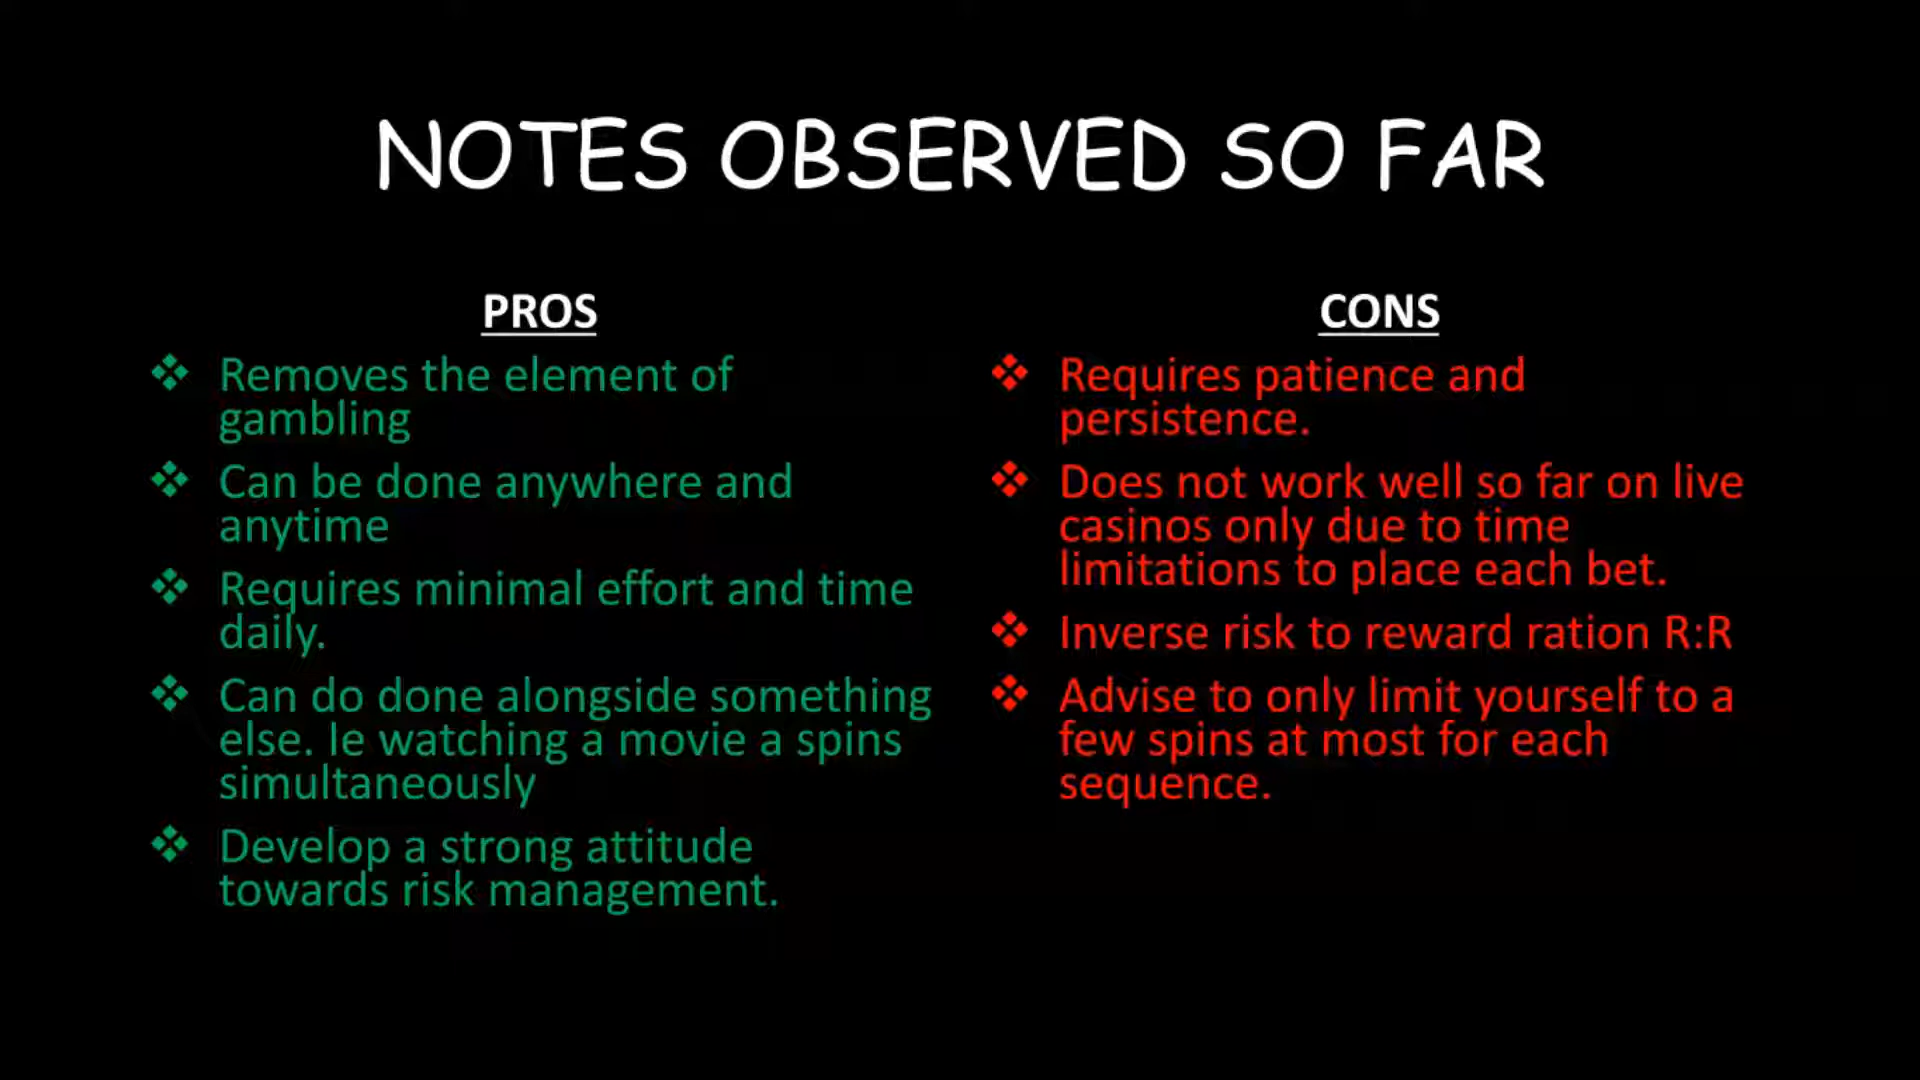 NOTES OBSERVED SO FAR
PROS
Removes the element of
gambling
Can be done anywhere and
anytime
Requires minimal effort and time
daily.
Can do done alongside something
else. Ie watching a movie a spins
simultaneously
Develop a strong attitude
towards risk management.
CONS
Requires patience and
persistence.
Does not work well so far on live
casinos only due to time
limitations to place each bet.
Inverse risk to reward ration R:R
Advise to only limit yourself to a
few spins at most for each
sequence.